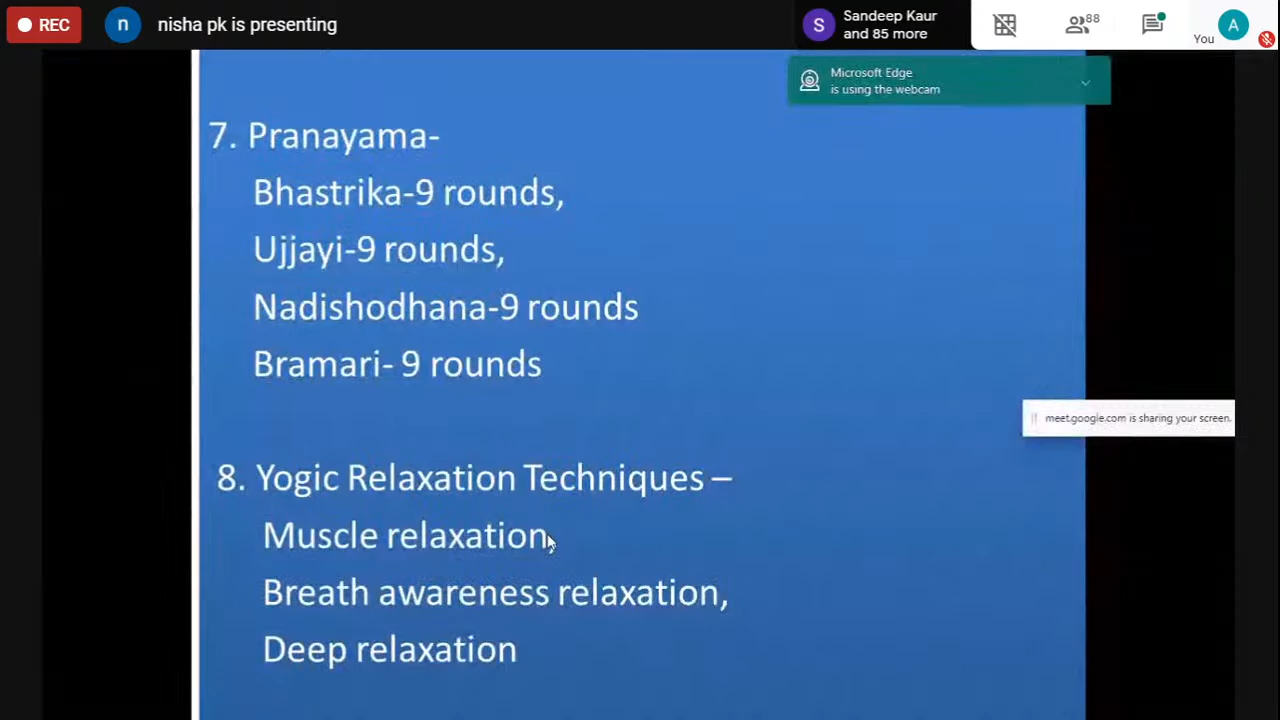 REC
n
nisha pk is presenting
S
Sandeep Kaur
and 85 more
88
You
A
Microsoft Edge
is using the webcam
7. Pranayama-
Bhastrika-9 rounds,
Ujjayi-9 rounds,
Nadishodhana-9 rounds
Bramari- 9 rounds
meet.google.com is sharing your screen.
8. Yogic Relaxation Techniques –
Muscle relaxation,
Breath awareness relaxation,
Deep relaxation